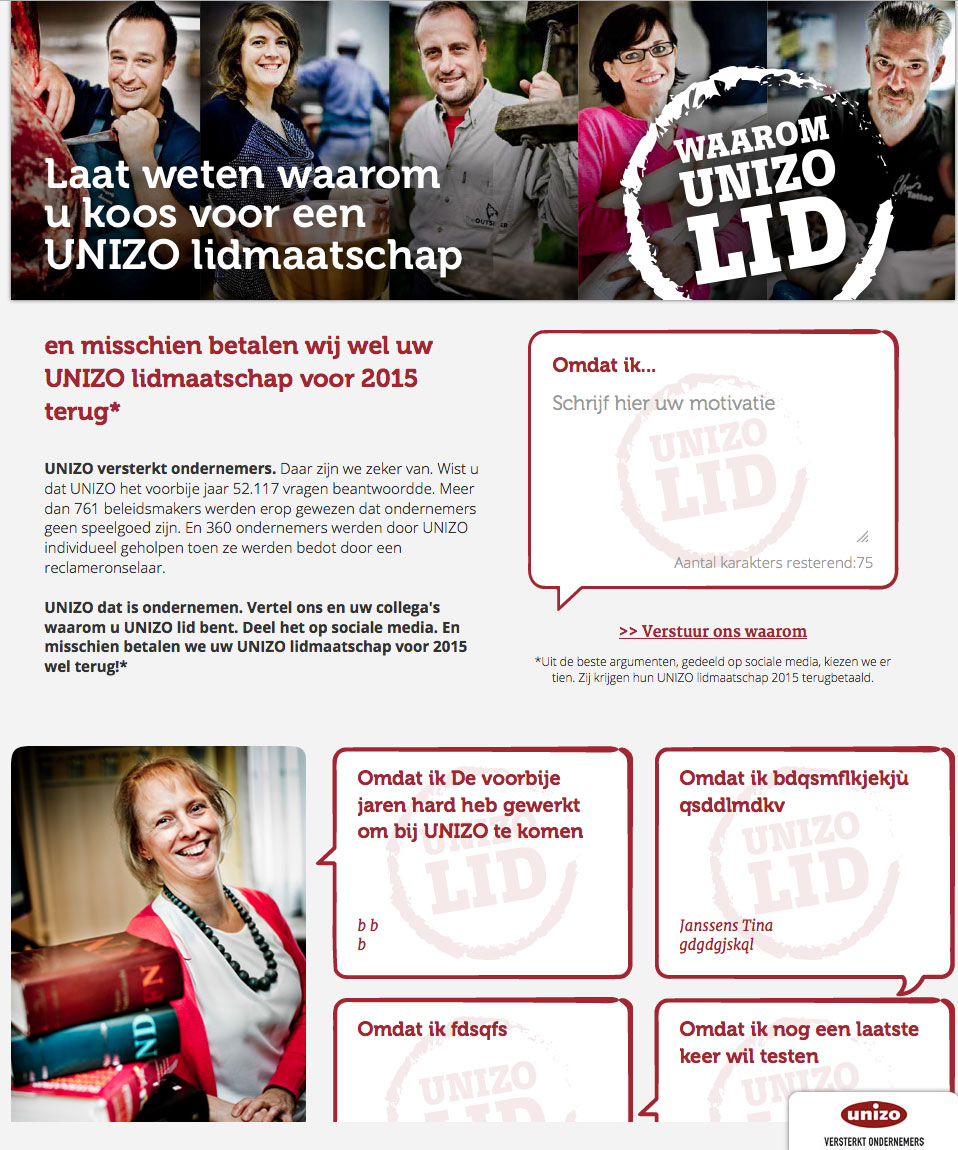 Laat weten waarom
u koos voor een
UNIZO lidmaatschap
WAAROM
UNIZO
LID
en misschien betalen wij wel uw
UNIZO lidmaatschap voor 2015
terug*
UNIZO versterkt ondernemers. Daar zijn we zeker van. Wist u
dat UNIZO het voorbije jaar 52.117 vragen beantwoordde. Meer
dan 761 beleidsmakers werden erop gewezen dat ondernemers
geen speelgoed zijn. En 360 ondernemers werden door UNIZO
individueel geholpen toen ze werden bedot door een
reclameronselaar.
UNIZO dat is ondernemen. Vertel ons en uw collega's
waarom u UNIZO lid bent. Deel het op sociale media. En
misschien betalen we uw UNIZO lidmaatschap voor 2015
wel terug!*
Omdat ik...
Schrijf hier uw motivatie
UNIZO
LID
Aantal karakters resterend:75
>> Verstuur ons waarom
*Uit de beste argumenten, gedeeld op sociale media, kiezen we er
tien. Zij krijgen hun UNIZO lidmaatschap 2015 terugbetaald.
Omdat ik De voorbije
jaren hard heb gewerkt
om bij UNIZO te komen
UNIZO
LID
b b
b
Omdat ik bdqsmflkjekjù
qsddlmdkv
UNIZO
LID
Janssens Tina
gdgdgjskql
Omdat ik fdsqfs
UNIZO
LID
Omdat ik nog een laatste
keer wil testen
UNIZO
LID
unizo
VERSTERKT ONDERNEMERS